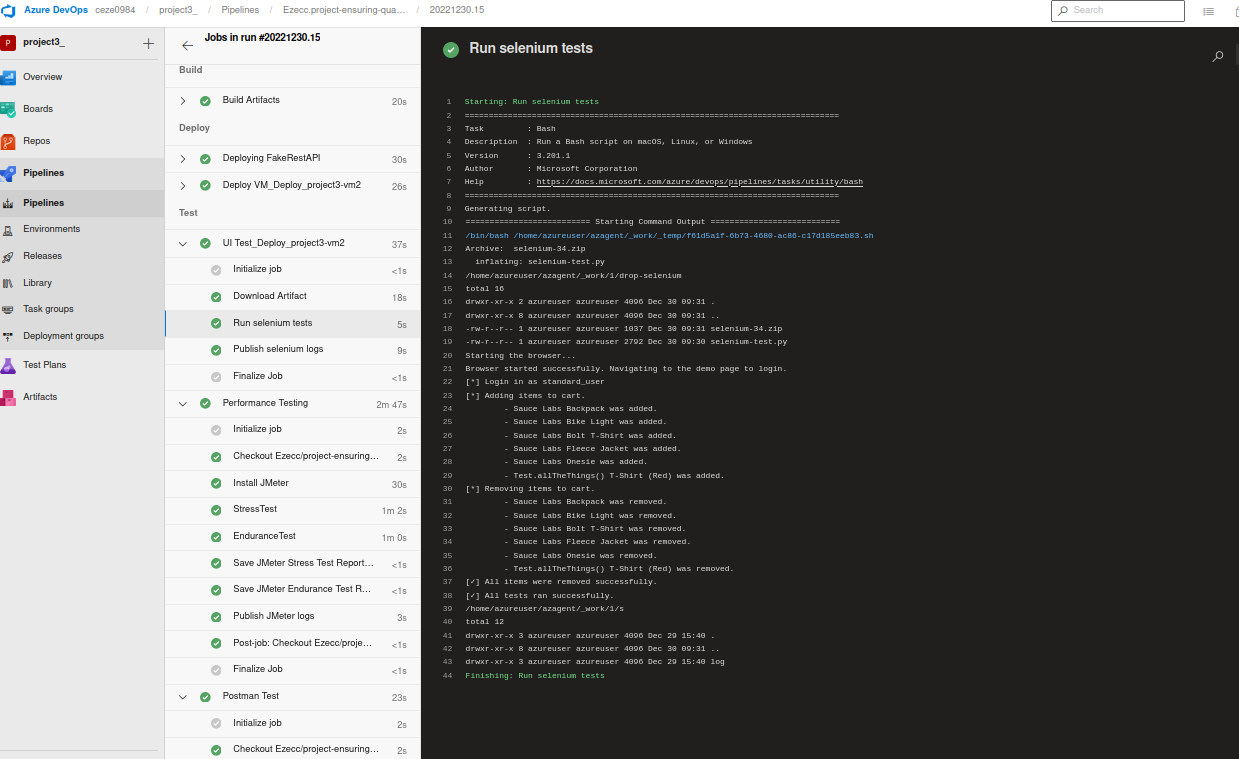 Azure DevOps ceze0984 / project3_ / Pipelines / Ezecc.project-ensuring-qua... / 20221230.15
Search
P project3_
Overview
Boards
Repos
Pipelines
Pipelines
Environments
Releases
Library
Task groups
Deployment groups
Test Plans
Artifacts
Jobs in run #20221230.15
Build
Build Artifacts 20s
Deploy
Deploying FakeRestAPI 30s
Deploy VM_Deploy_project3-vm2 26s
Test
UI Test_Deploy_project3-vm2 37s
Initialize job <1s
Download Artifact 18s
Run selenium tests 5s
Publish selenium logs 9s
Finalize Job <1s
Performance Testing 2m 47s
Initialize job 2s
Checkout Ezecc/project-ensuring... 2s
Install JMeter 30s
StressTest 1m 2s
EnduranceTest 1m 0s
Save JMeter Stress Test Report... <1s
Save JMeter Endurance Test R... <1s
Publish JMeter logs 3s
Post-job: Checkout Ezecc/proje... <1s
Finalize Job <1s
Postman Test 23s
Initialize job 2s
Checkout Ezecc/project-ensuring... 2s
Run selenium tests
1 Starting: Run selenium tests
2 ==============================================================================
3 Task         : Bash
4 Description  : Run a Bash script on macOS, Linux, or Windows
5 Version      : 3.201.1
6 Author       : Microsoft Corporation
7 Help         : https://docs.microsoft.com/azure/devops/pipelines/tasks/utility/bash
8 ==============================================================================
9 Generating script.
10 ========================== Starting Command Output ===========================
11 /bin/bash /home/azureuser/azagent/_work/_temp/f61d5a1f-6b73-4680-ac86-c17d185eeb83.sh
12 Archive:  selenium-34.zip
13   inflating: selenium-test.py
14 /home/azureuser/azagent/_work/1/drop-selenium
15 total 16
16 drwxr-xr-x 2 azureuser azureuser 4096 Dec 30 09:31 .
17 drwxr-xr-x 8 azureuser azureuser 4096 Dec 30 09:31 ..
18 -rw-r--r-- 1 azureuser azureuser 1037 Dec 30 09:31 selenium-34.zip
19 -rw-r--r-- 1 azureuser azureuser 2792 Dec 30 09:30 selenium-test.py
20 Starting the browser...
21 Browser started successfully. Navigating to the demo page to login.
22 [*] Login in as standard_user
23 [*] Adding items to cart.
24 - Sauce Labs Backpack was added.
25 - Sauce Labs Bike Light was added.
26 - Sauce Labs Bolt T-Shirt was added.
27 - Sauce Labs Fleece Jacket was added.
28 - Sauce Labs Onesie was added.
29 - Test.allTheThings() T-Shirt (Red) was added.
30 [*] Removing items to cart.
31 - Sauce Labs Backpack was removed.
32 - Sauce Labs Bike Light was removed.
33 - Sauce Labs Bolt T-Shirt was removed.
34 - Sauce Labs Fleece Jacket was removed.
35 - Sauce Labs Onesie was removed.
36 - Test.allTheThings() T-Shirt (Red) was removed.
37 [✓] All items were removed successfully.
38 [✓] All tests ran successfully.
39 /home/azureuser/azagent/_work/1/s
40 total 12
41 drwxr-xr-x 3 azureuser azureuser 4096 Dec 29 15:40 .
42 drwxr-xr-x 8 azureuser azureuser 4096 Dec 30 09:31 ..
43 drwxr-xr-x 3 azureuser azureuser 4096 Dec 29 15:40 log
44 Finishing: Run selenium tests